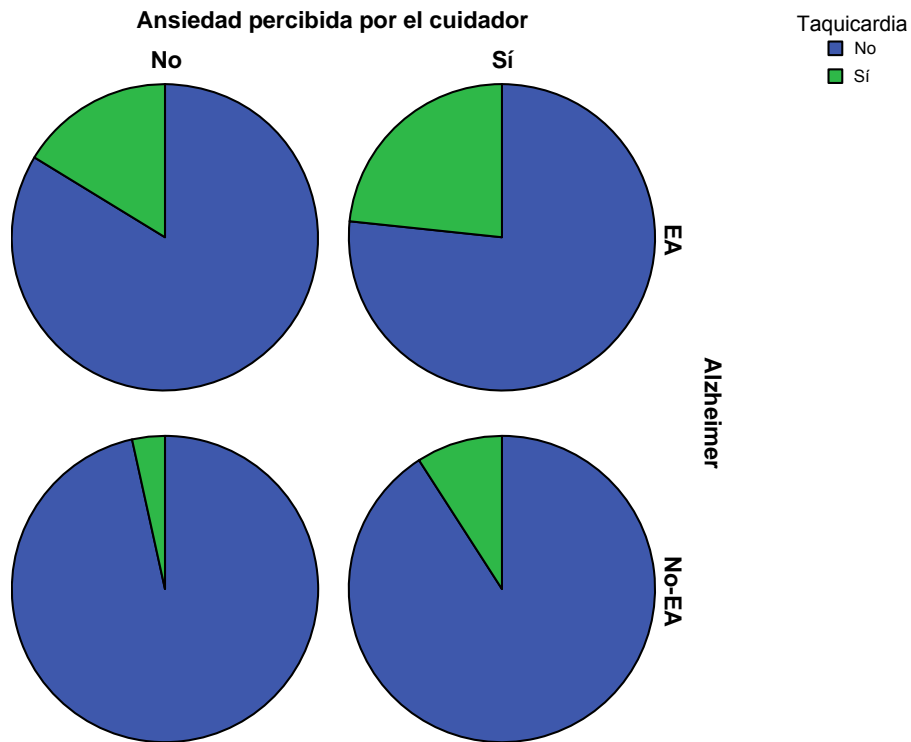 Ansiedad percibida por el cuidador
No
Sí
Taquicardia
No
Sí
EA
Alzheimer
No-EA